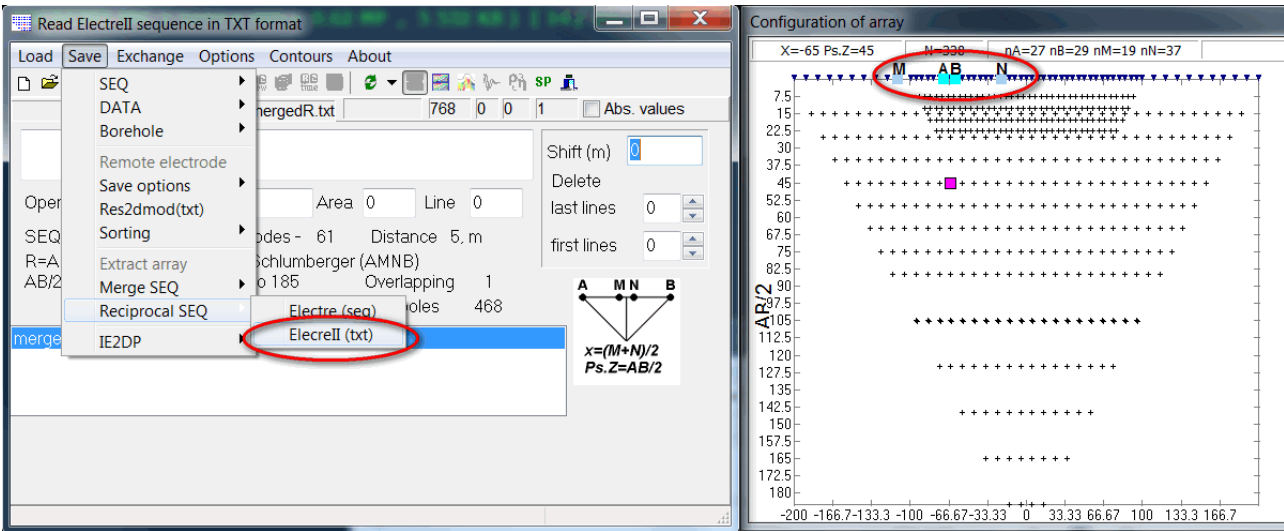 Read ElectreII sequence in TXT format
Load Save Exchange Options Contours About
SP
mergedR.txt 768 0 0 1 Abs. values
SEQ
DATA
Borehole
Remote electrode
Save options
Res2dmod(txt)
Sorting
Extract array
Merge SEQ
Reciprocal SEQ
IE2DP
Electre (seq)
ElecreII (txt)
Shift (m) 0
Delete
last lines 0
first lines 0
Oper Area 0 Line 0
SEQ odes - 61 Distance 5, m
R=A Schlumberger (AMNB)
AB/2 o 185 Overlapping 1
oles 468
merge
A M N B
x=(M+N)/2
Ps.Z=AB/2
Configuration of array
X=-65 Ps.Z=45 N=338 nA=27 nB=29 nM=19 nN=37
M A B N
AB/2
7.5
15
22.5
30
37.5
45
52.5
60
67.5
75
82.5
90
97.5
105
112.5
120
127.5
135
142.5
150
157.5
165
172.5
180
-200 -166.7 -133.3 -100 -66.67 -33.33 0 33.33 66.67 100 133.3 166.7